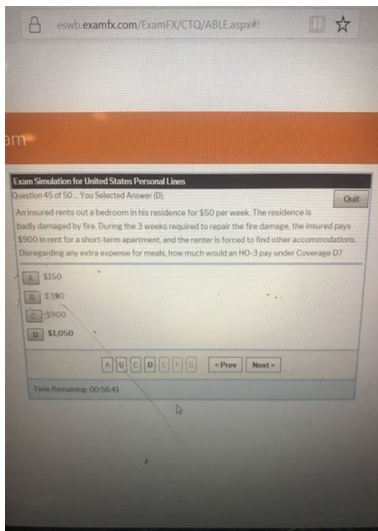 eswb.examfx.com/ExamFX/CTQ/ABLE.aspx#!
am
Exam Simulation for United States Personal Lines
Question 45 of 50 .. You Selected Answer (D).
Quit
An insured rents out a bedroom in his residence for $50 per week. The residence is
badly damaged by fire. During the 3 weeks required to repair the fire damage, the insured pays
$900 in rent for a short-term apartment, and the renter is forced to find other accommodations.
Disregarding any extra expense for meals, how much would an HO-3 pay under Coverage D?
A $150
B
C $900
D $1,050
A B C D E F G < Prev Next >
Time Remaining: 00:56:41